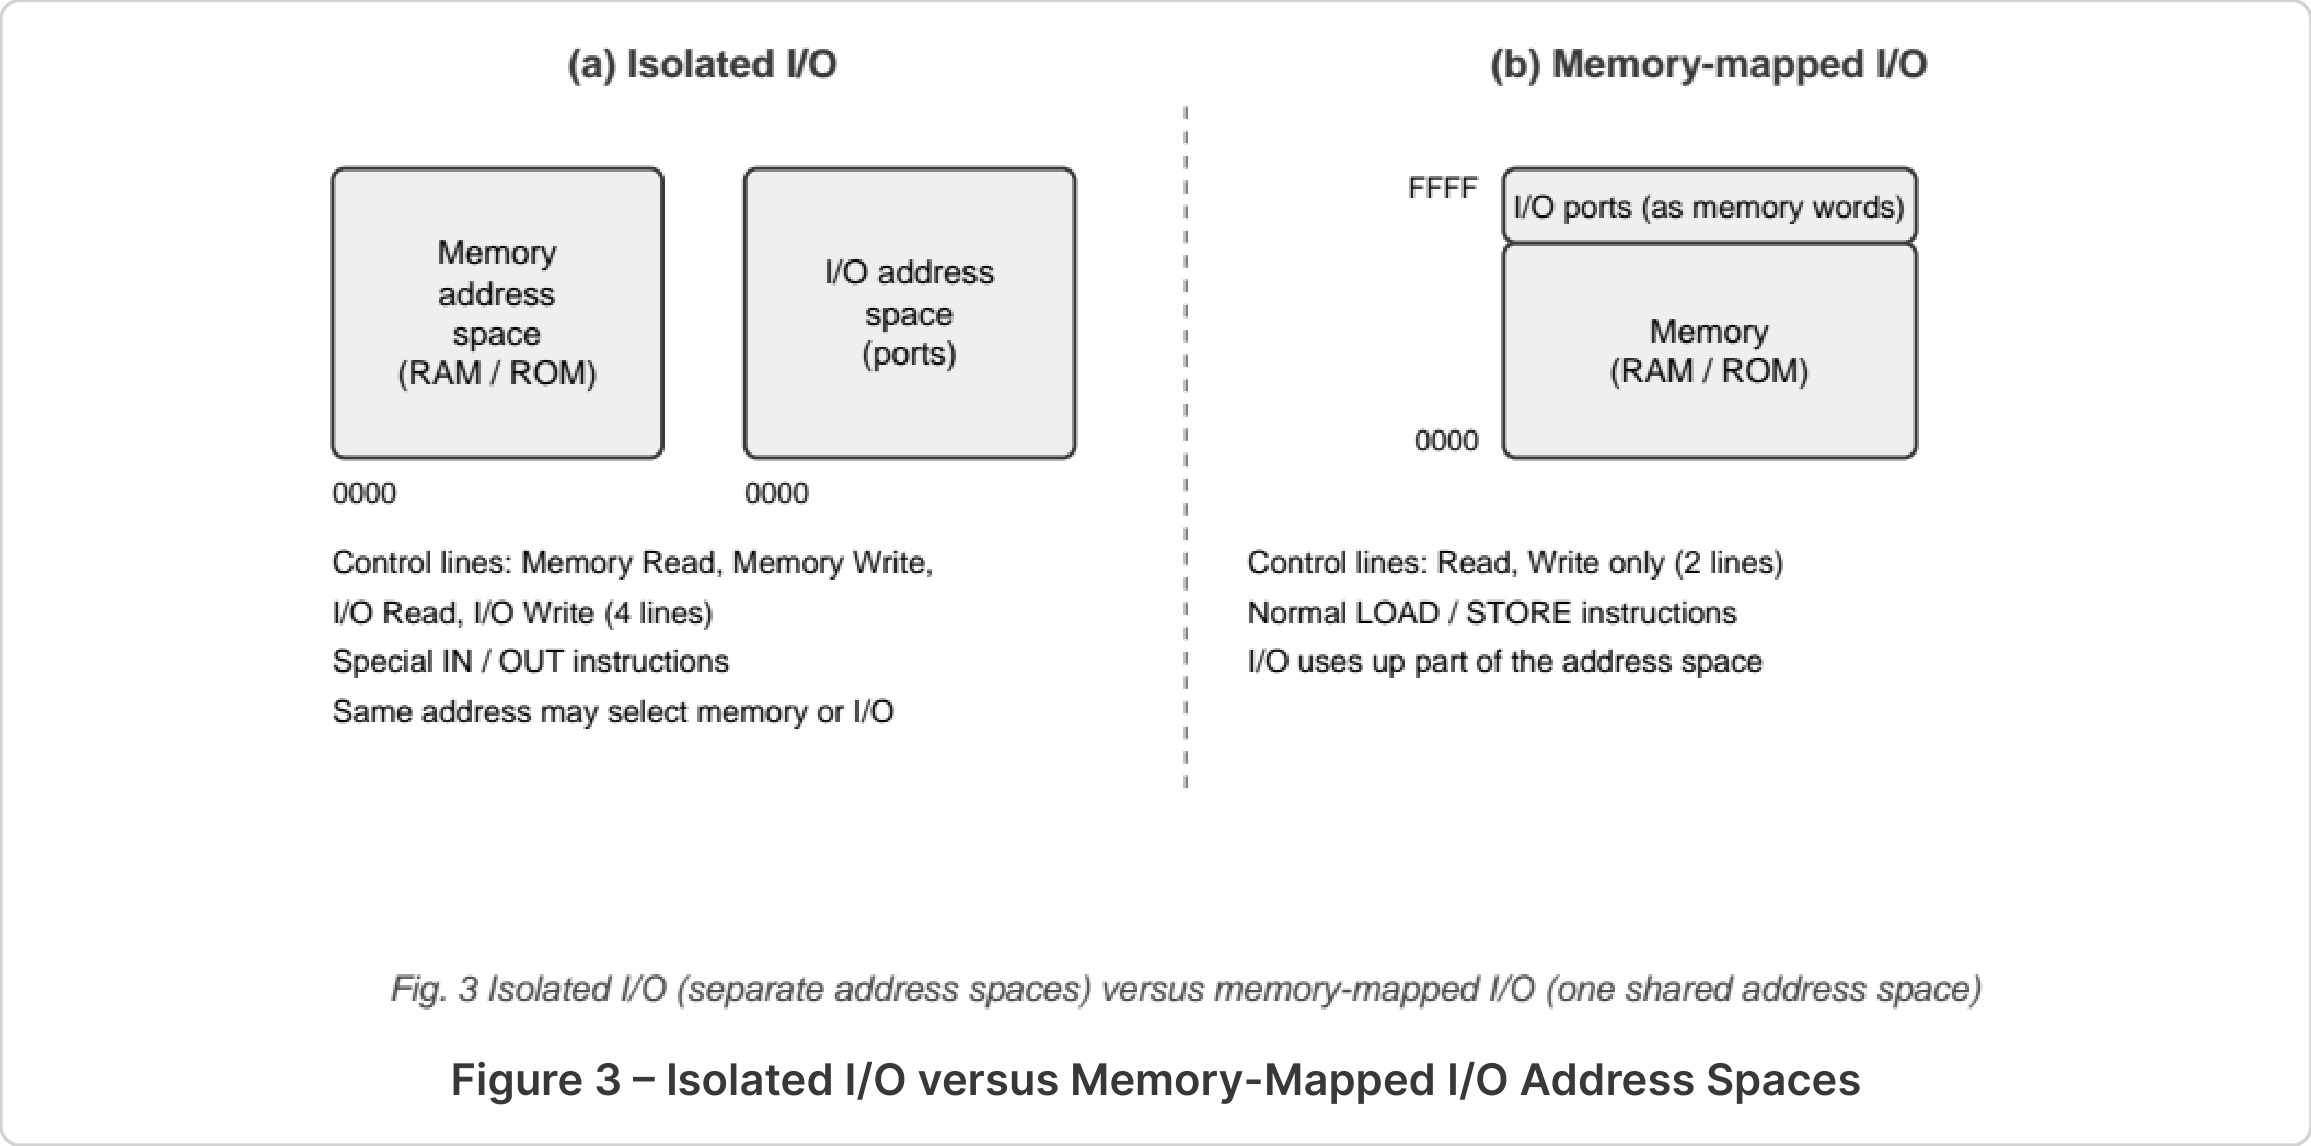 (a) Isolated I/O
Memory
address
space
(RAM / ROM)
I/O address
space
(ports)
0000
0000
Control lines: Memory Read, Memory Write,
I/O Read, I/O Write (4 lines)
Special IN / OUT instructions
Same address may select memory or I/O
(b) Memory-mapped I/O
FFFF
I/O ports (as memory words)
Memory
(RAM / ROM)
0000
Control lines: Read, Write only (2 lines)
Normal LOAD / STORE instructions
I/O uses up part of the address space
Fig. 3 Isolated I/O (separate address spaces) versus memory-mapped I/O (one shared address space)
Figure 3 – Isolated I/O versus Memory-Mapped I/O Address Spaces